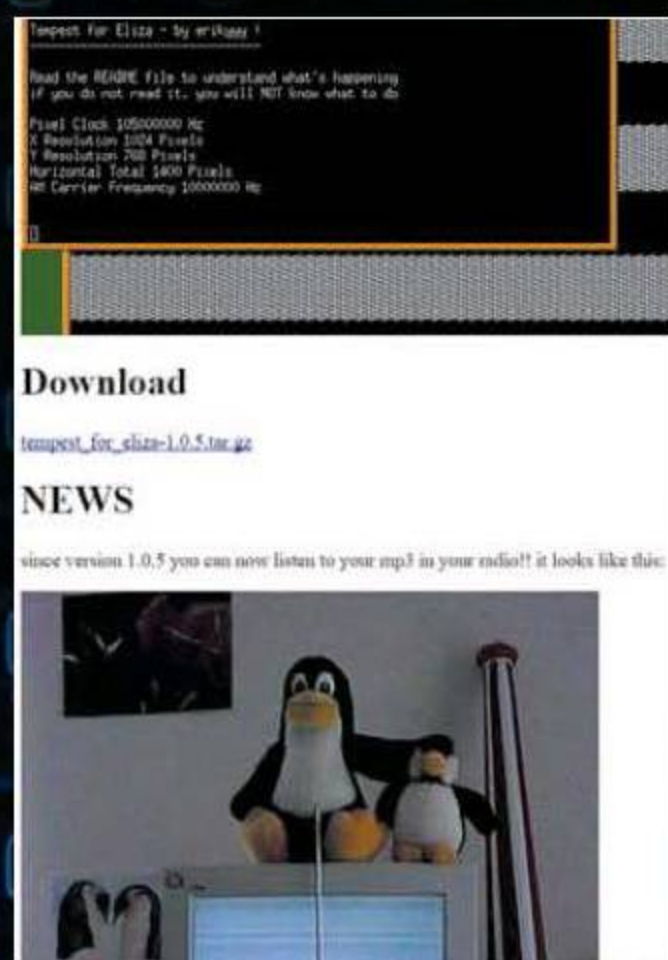 Tempest for Eliza - by erikyyy !
Read the README file to understand what's happening
if you do not read it, you will NOT know what to do
Pixel Clock 105000000 Hz
X Resolution 1024 Pixels
Y Resolution 768 Pixels
Horizontal Total 1400 Pixels
AM Carrier Frequency 10000000 Hz
Download
tempest_for_eliza-1.0.5.tar.gz
NEWS
since version 1.0.5 you can now listen to your mp3 in your radio!! it looks like this: